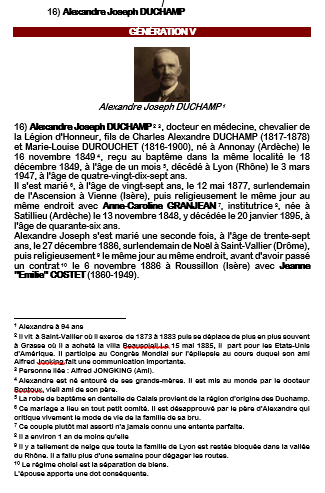 16) Alexandre Joseph DUCHAMP
GÉNÉRATION V
Alexandre Joseph DUCHAMP ¹
16) Alexandre Joseph DUCHAMP ² ³, docteur en médecine, chevalier de
la Légion d'Honneur, fils de Charles Alexandre DUCHAMP (1817-1878)
et Marie-Louise DUROUCHET (1816-1900), né à Annonay (Ardèche) le
16 novembre 1849 ⁴, reçu au baptême dans la même localité le 18
décembre 1849, à l'âge de un mois ⁵, décédé à Lyon (Rhône) le 3 mars
1947, à l'âge de quatre-vingt-dix-sept ans.
Il s'est marié ⁶, à l'âge de vingt-sept ans, le 12 mai 1877, surlendemain
de l'Ascension à Vienne (Isère), puis religieusement le même jour au
même endroit avec Anne-Caroline GRANJEAN ⁷, institutrice ⁸, née à
Satillieu (Ardèche) le 13 novembre 1848, y décédée le 20 janvier 1895, à
l'âge de quarante-six ans.
Alexandre Joseph s'est marié une seconde fois, à l'âge de trente-sept
ans, le 27 décembre 1886, surlendemain de Noël à Saint-Vallier (Drôme),
puis religieusement ⁹ le même jour au même endroit, avant d'avoir passé
un contrat ¹⁰ le 6 novembre 1886 à Roussillon (Isère) avec Jeanne
"Emilie" COSTET (1860-1949).
¹ Alexandre à 94 ans
² Il vit à Saint-Vallier où il exerce de 1873 à 1883 puis se déplace de plus en plus souvent
à Grasse où il a acheté la villa Beausoleil. Le 15 mai 1885, il part pour les Etats-Unis
d'Amérique. Il participe au Congrès Mondial sur l'épilepsie au cours duquel son ami
Alfred Jongking fait une communication importante.
³ Personne liée : Alfred JONGKING (Ami).
⁴ Alexandre est né entouré de ses grands-mères. Il est mis au monde par le docteur
vieil ami de son père.
⁵ La robe de baptême en dentelle de Calais provient de la région d'origine des Duchamp.
⁶ Ce mariage a lieu en tout petit comité. Il est désapprouvé par le père d'Alexandre qui
critique vivement le mode de vie de la famille de sa bru.
⁷ Ce couple plutôt mal assorti n'a jamais connu une entente parfaite.
⁸ Il a environ 1 an de moins qu'elle
⁹ Il y a tellement de neige que toute la famille de Lyon est restée bloquée dans la vallée
du Rhône. Il a fallu plus d'une semaine pour dégager les routes.
¹⁰ Le régime choisi est la séparation de biens.
L'épouse apporte une dot conséquente.